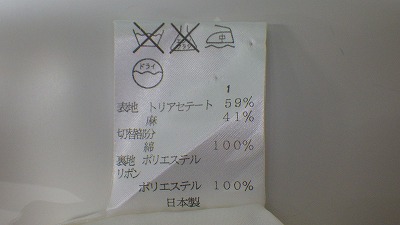 中
ドライ
1
表地 トリアセテート 59%
麻 41%
切替部分
綿 100%
裏地 ポリエステル
リボン
ポリエステル 100%
日本製